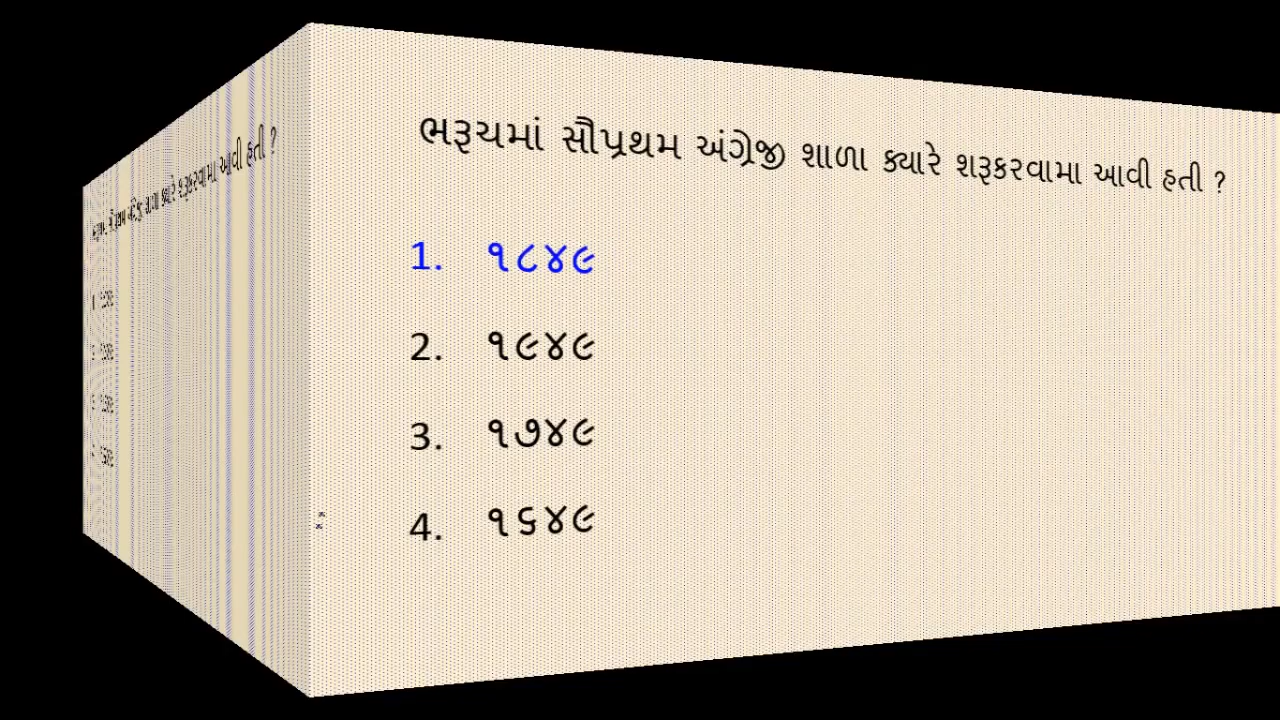 ભરૂચમાં સૌપ્રથમ અંગ્રેજી શાળા ક્યારે શરૂકરવામા આવી હતી ?
1. ૧૮૪૯
2. ૧૯૪૯
3. ૧૭૪૯
4. ૧૬૪૯